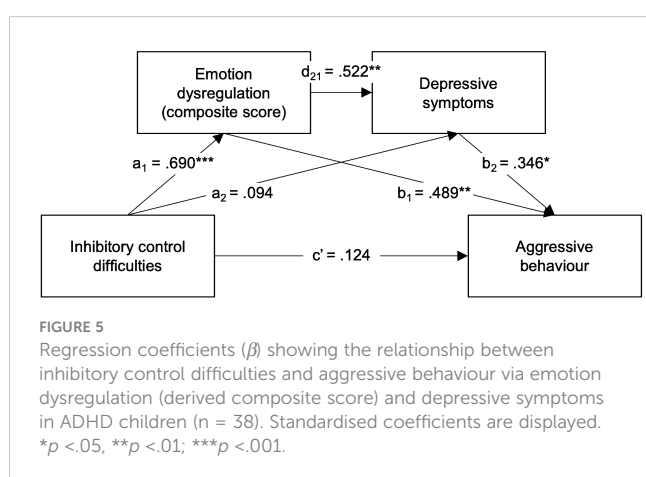 Emotion
dysregulation
(composite score)
d21 = .522**
Depressive
symptoms
a1 = .690***
a2 = .094
b1 = .489**
b2 = .346*
Inhibitory control
difficulties
c' = .124
Aggressive
behaviour
FIGURE 5
Regression coefficients (β) showing the relationship between
inhibitory control difficulties and aggressive behaviour via emotion
dysregulation (derived composite score) and depressive symptoms
in ADHD children (n = 38). Standardised coefficients are displayed.
*p <.05, **p <.01; ***p <.001.